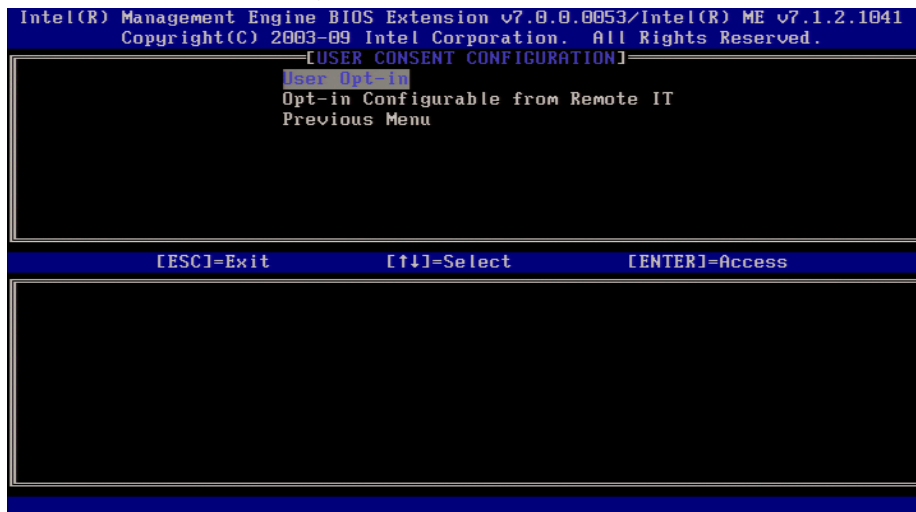 Intel(R) Management Engine BIOS Extension v7.0.0.0053/Intel(R) ME v7.1.2.1041
Copyright(C) 2003-09 Intel Corporation. All Rights Reserved.
[USER CONSENT CONFIGURATION]
User Opt-in
Opt-in Configurable from Remote IT
Previous Menu
[ESC]=Exit [↑↓]=Select [ENTER]=Access